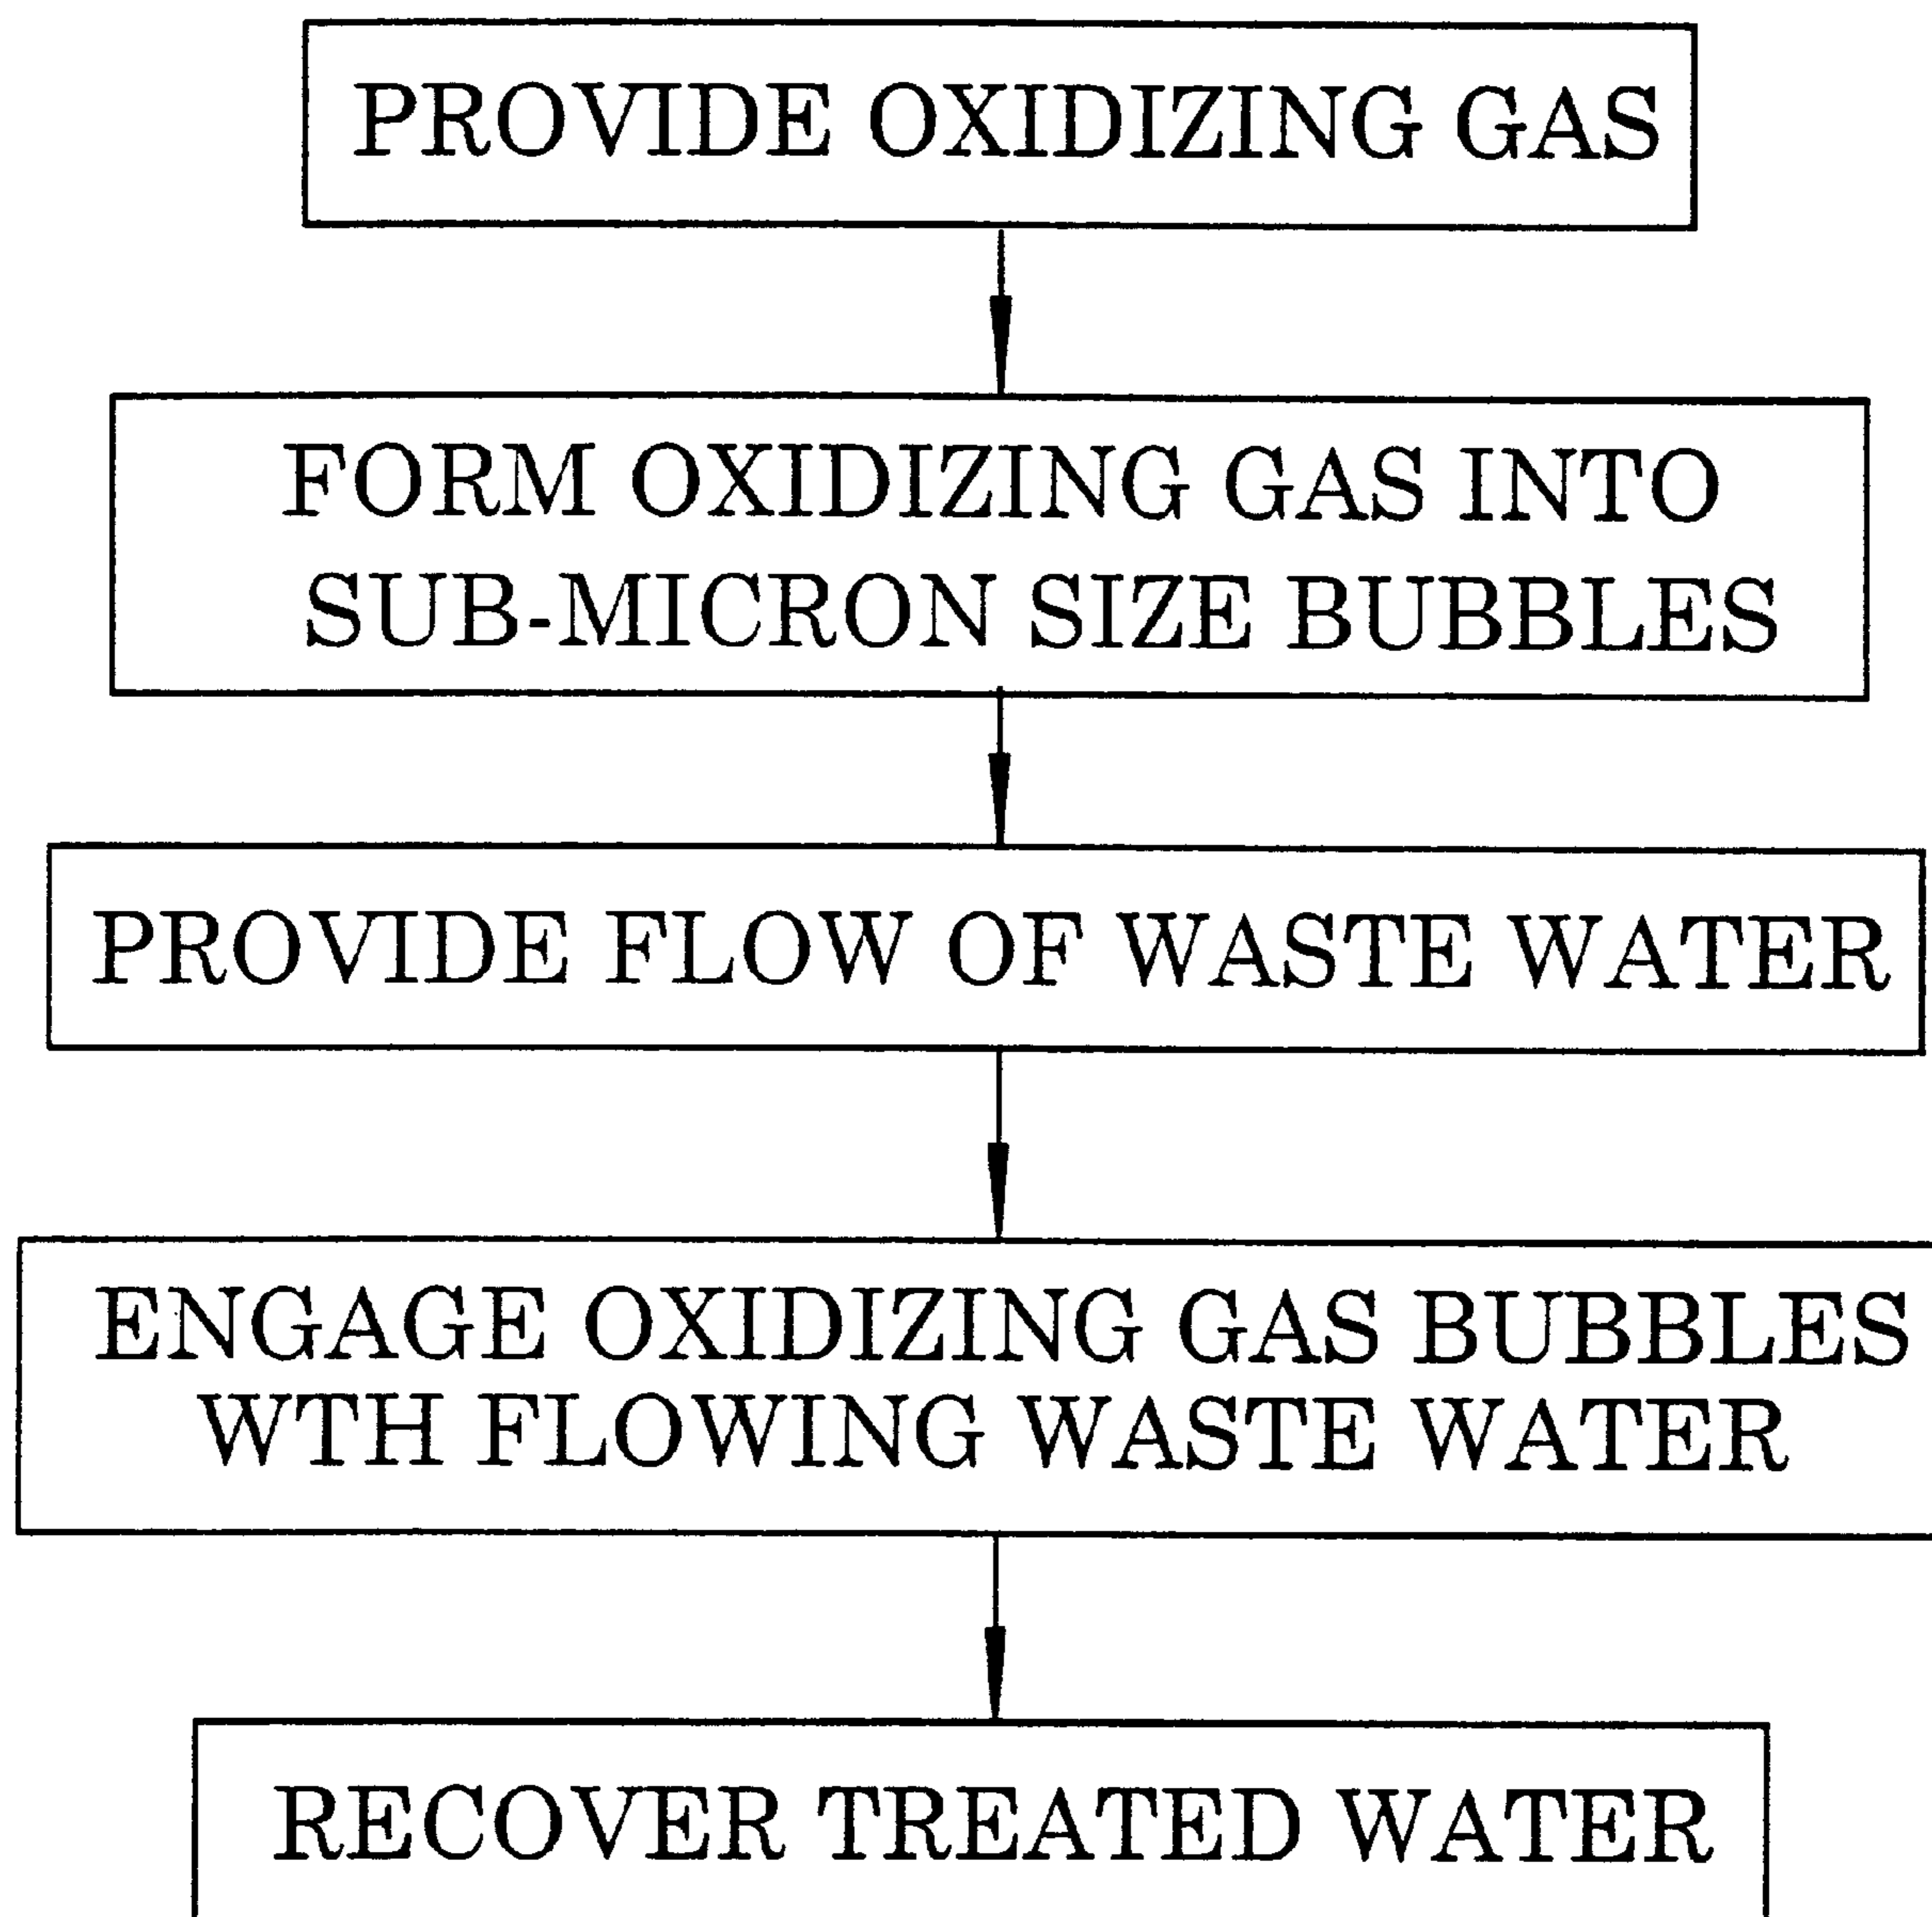 PROVIDE OXIDIZING GAS
FORM OXIDIZING GAS INTO
SUB-MICRON SIZE BUBBLES
PROVIDE FLOW OF WASTE WATER
ENGAGE OXIDIZING GAS BUBBLES
WTH FLOWING WASTE WATER
RECOVER TREATED WATER